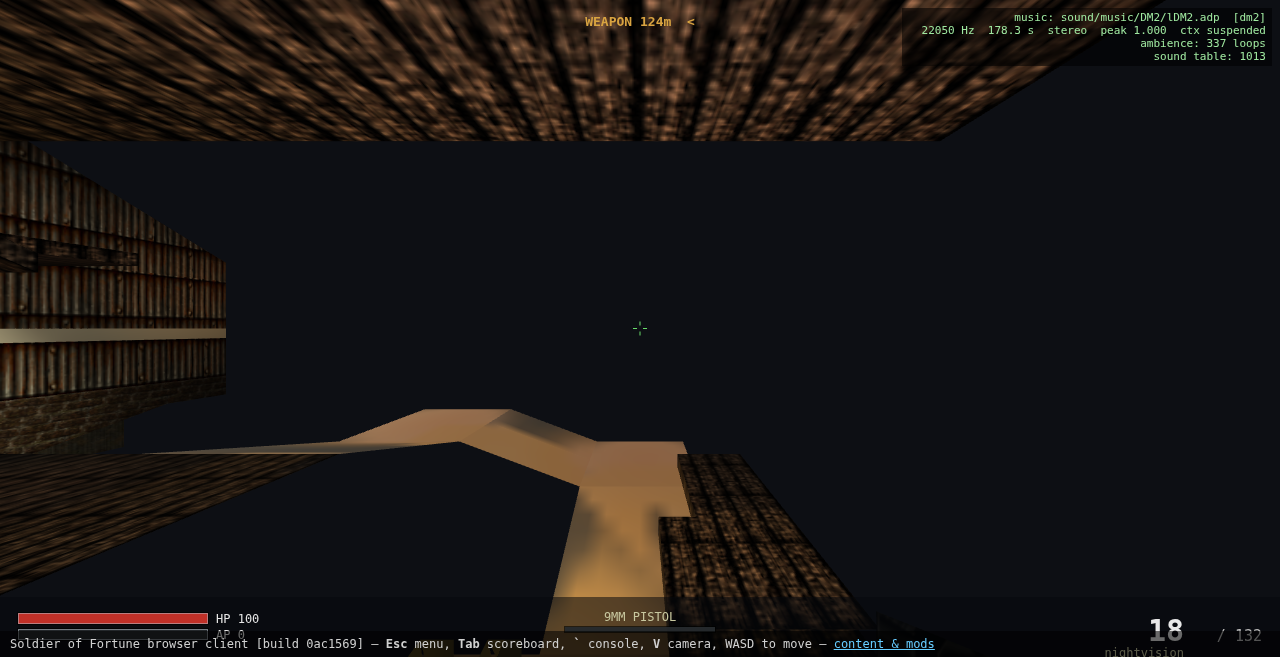 WEAPON 124m <
music: sound/music/DM2/lDM2.adp [dm2]
22050 Hz 178.3 s stereo peak 1.000 ctx suspended
ambience: 337 loops
sound table: 1013
HP 100
AP 0
9MM PISTOL
18 / 132
nightvision
Soldier of Fortune browser client [build 0ac1569] — Esc menu, Tab scoreboard, ` console, V camera, WASD to move — content & mods